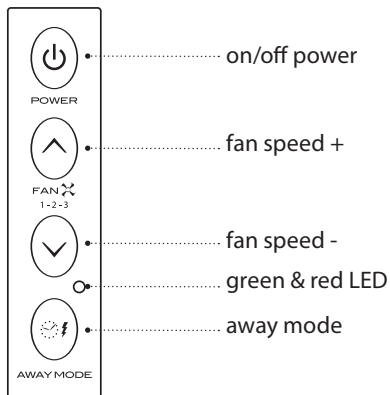 on/off power
POWER
fan speed +
FAN
1-2-3
fan speed -
green & red LED
away mode
AWAY MODE